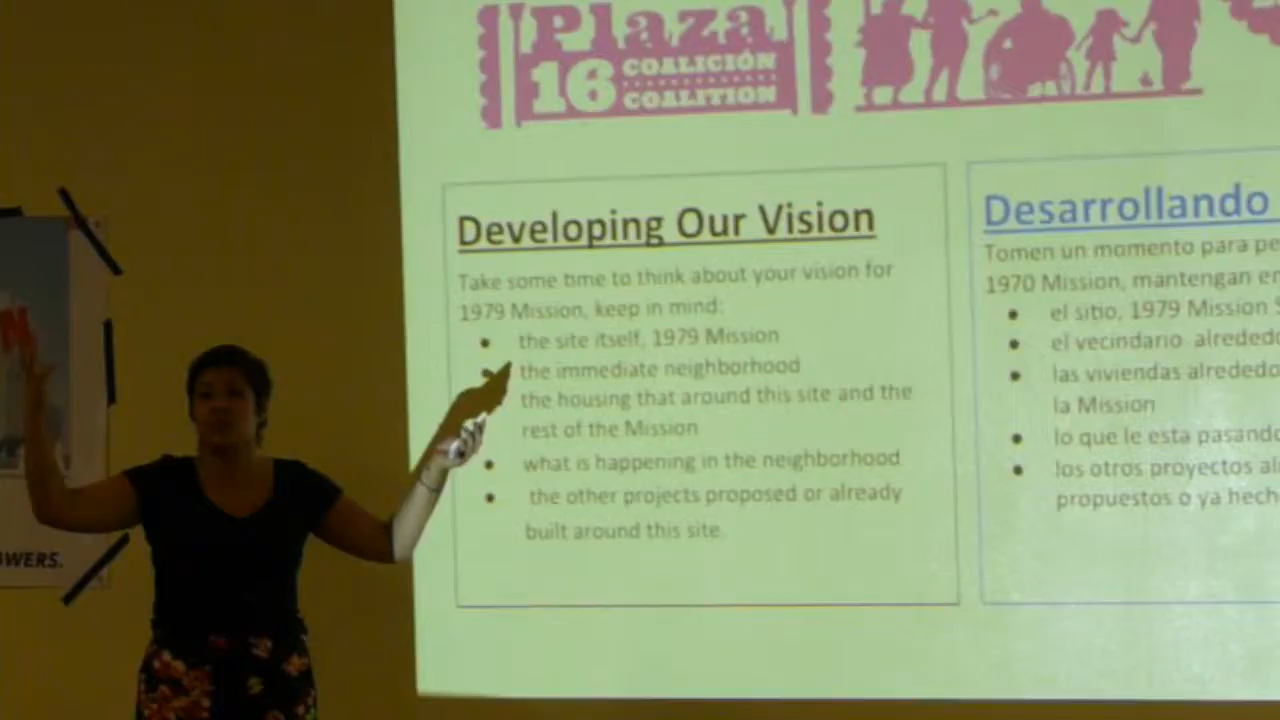 Plaza
16 COALICIÓN
COALITION
Developing Our Vision
Take some time to think about your vision for
1979 Mission, keep in mind:
• the site itself, 1979 Mission
• the immediate neighborhood
the housing that around this site and the
rest of the Mission
• what is happening in the neighborhood
• the other projects proposed or already
built around this site.
Desarrollando
Tomen un momento para
1970 Mission, mantengan
• el sitio, 1979 Mission
• el vecindario
• las viviendas
la Mission
• lo que le esta
• los otros proyectos
propuestos o ya
WERS.